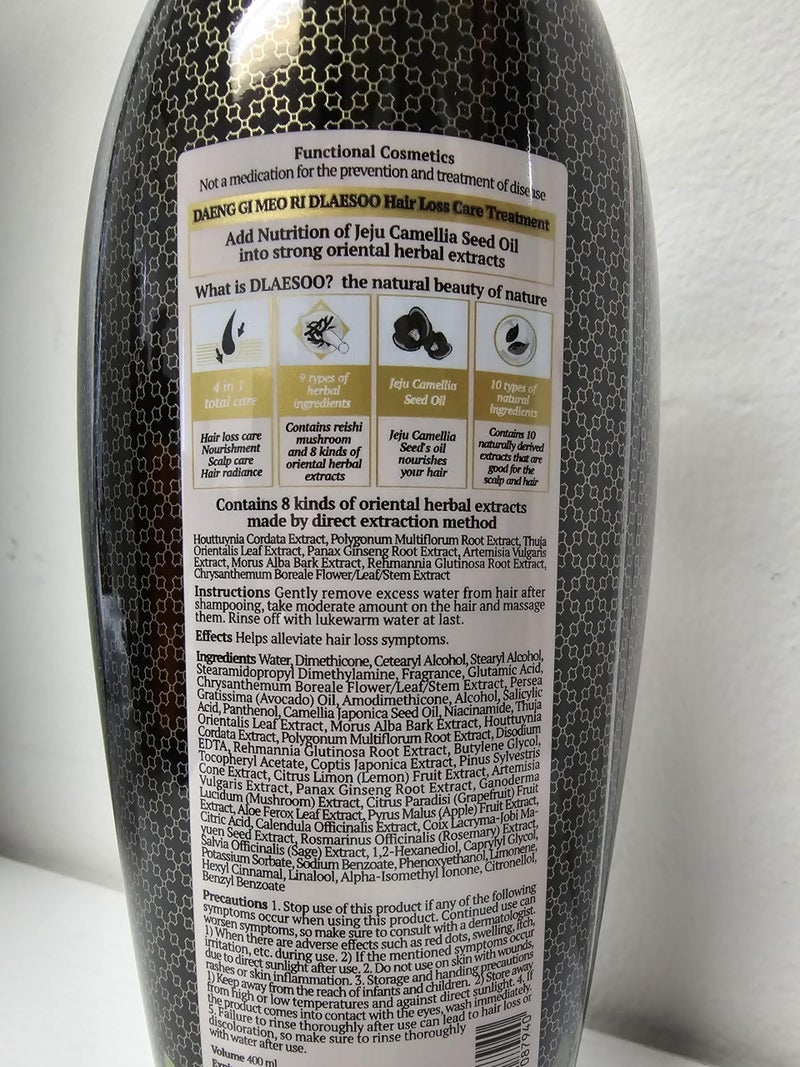 Functional Cosmetics
Not a medication for the prevention and treatment of disease
DAENG GI MEO RI DLAESOO Hair Loss Care Treatment
Add Nutrition of Jeju Camellia Seed Oil
into strong oriental herbal extracts
What is DLAESOO? the natural beauty of nature
4 in 1
total care
9 types of
herbal
ingredients
Jeju Camellia
Seed Oil
10 types of
natural
ingredients
Hair loss care
Nourishment
Scalp care
Hair radiance
Contains reishi
mushroom
and 8 kinds of
oriental herbal
extracts
Jeju Camellia
Seed's oil
nourishes
your hair
Contains 10
naturally derived
extracts that are
good for the
scalp and hair
Contains 8 kinds of oriental herbal extracts
made by direct extraction method
Houttuynia Cordata Extract, Polygonum Multiflorum Root Extract, Thuja
Orientalis Leaf Extract, Panax Ginseng Root Extract, Artemisia Vulgaris
Extract, Morus Alba Bark Extract, Rehmannia Glutinosa Root Extract,
Chrysanthemum Boreale Flower/Leaf/Stem Extract
Instructions Gently remove excess water from hair after
shampooing, take moderate amount on the hair and massage
them. Rinse off with lukewarm water at last.
Effects Helps alleviate hair loss symptoms.
Ingredients Water, Dimethicone, Cetearyl Alcohol, Stearyl Alcohol,
Stearamidopropyl Dimethylamine, Fragrance, Glutamic Acid,
Chrysanthemum Boreale Flower/Leaf/Stem Extract, Persea
Gratissima (Avocado) Oil, Amodimethicone, Alcohol, Salicylic
Acid, Panthenol, Camellia Japonica Seed Oil, Niacinamide, Thuja
Orientalis Leaf Extract, Morus Alba Bark Extract, Houttuynia
Cordata Extract, Polygonum Multiflorum Root Extract, Disodium
EDTA, Rehmannia Glutinosa Root Extract, Butylene Glycol,
Tocopheryl Acetate, Coptis Japonica Extract, Pinus Sylvestris
Cone Extract, Citrus Limon (Lemon) Fruit Extract, Artemisia
Vulgaris Extract, Panax Ginseng Root Extract, Ganoderma
Lucidum (Mushroom) Extract, Citrus Paradisi (Grapefruit) Fruit
Extract, Aloe Ferox Leaf Extract, Pyrus Malus (Apple) Fruit Extract,
Citric Acid, Calendula Officinalis Extract, Coix Lacryma-Jobi Ma-
yuen Seed Extract, Rosmarinus Officinalis (Rosemary) Extract,
Salvia Officinalis (Sage) Extract, 1,2-Hexanediol, Caprylyl Glycol,
Potassium Sorbate, Sodium Benzoate, Phenoxyethanol, Limonene,
Hexyl Cinnamal, Linalool, Alpha-Isomethyl Ionone, Citronellol,
Benzyl Benzoate
Precautions 1. Stop use of this product if any of the following
symptoms occur when using this product. Continued use can
worsen symptoms, so make sure to consult with a dermatologist.
1) When there are adverse effects such as red dots, swelling, itch,
irritation, etc. during use. 2) If the mentioned symptoms occur
due to direct sunlight after use. 2. Do not use on skin with wounds,
rashes or skin inflammation. 3. Storage and handing precautions
1) Keep away from the reach of infants and children. 2) Store away
from high or low temperatures and against direct sunlight. 4. If
the product comes into contact with the eyes, wash immediately.
5. Failure to rinse thoroughly after use can lead to hair loss or
discoloration, so make sure to rinse thoroughly
with water after use.
Volume 400 ml
087940